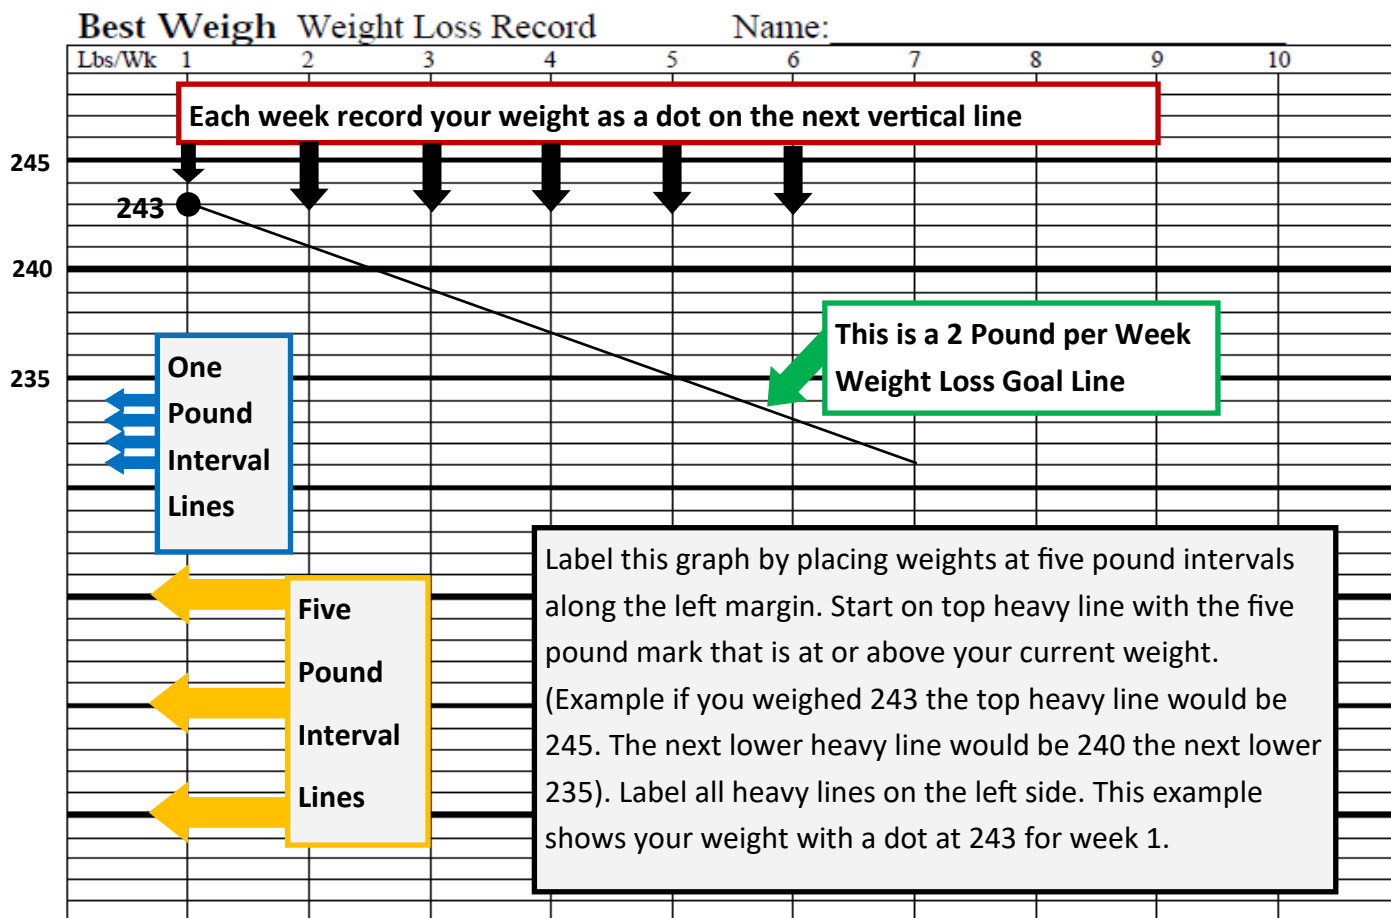 Best Weigh Weight Loss Record Name:
Lbs/Wk 1 2 3 4 5 6 7 8 9 10
Each week record your weight as a dot on the next vertical line
245
243
240
235
This is a 2 Pound per Week
Weight Loss Goal Line
One
Pound
Interval
Lines
Five
Pound
Interval
Lines
Label this graph by placing weights at five pound intervals
along the left margin. Start on top heavy line with the five
pound mark that is at or above your current weight.
(Example if you weighed 243 the top heavy line would be
245. The next lower heavy line would be 240 the next lower
235). Label all heavy lines on the left side. This example
shows your weight with a dot at 243 for week 1.